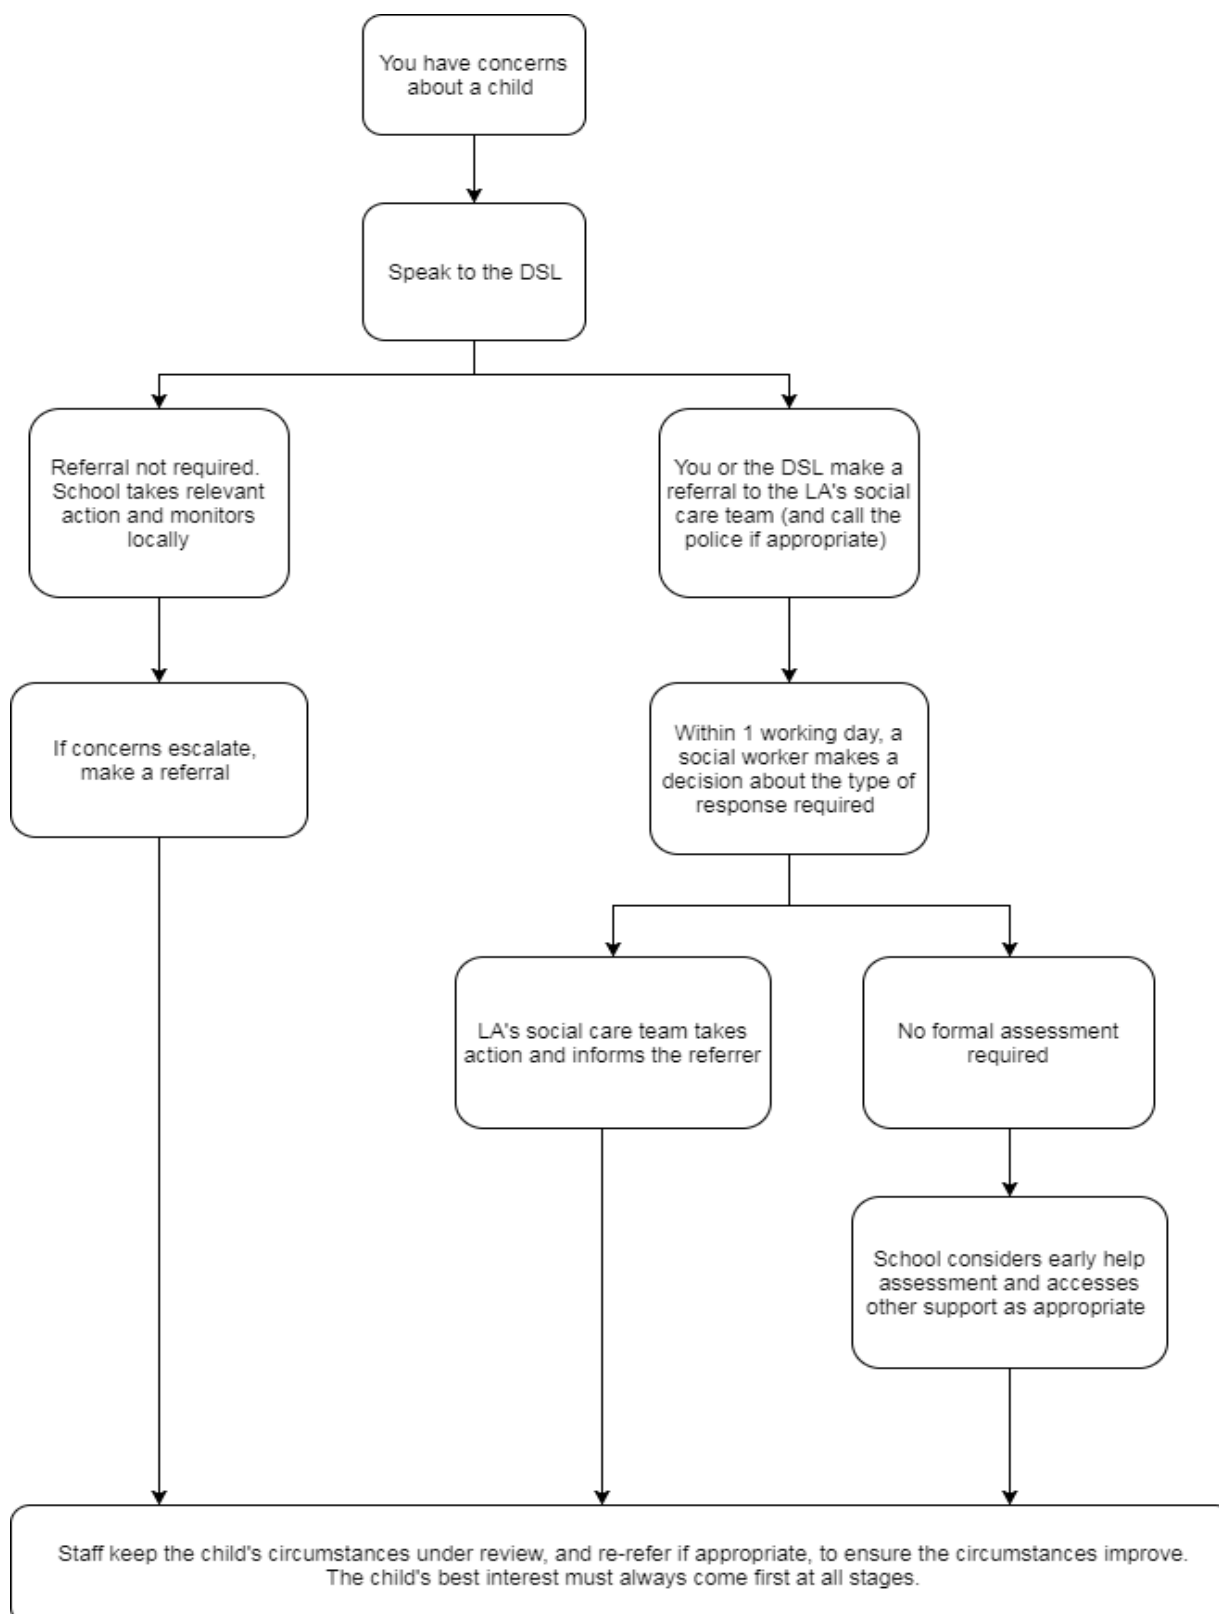 You have concerns
about a child
Speak to the DSL
Referral not required.
School takes relevant
action and monitors
locally
You or the DSL make a
referral to the LA's social
care team (and call the
police if appropriate)
If concerns escalate,
make a referral
Within 1 working day, a
social worker makes a
decision about the type of
response required
LA's social care team takes
action and informs the referrer
No formal assessment
required
School considers early help
assessment and accesses
other support as appropriate
Staff keep the child's circumstances under review, and re-refer if appropriate, to ensure the circumstances improve.
The child's best interest must always come first at all stages.